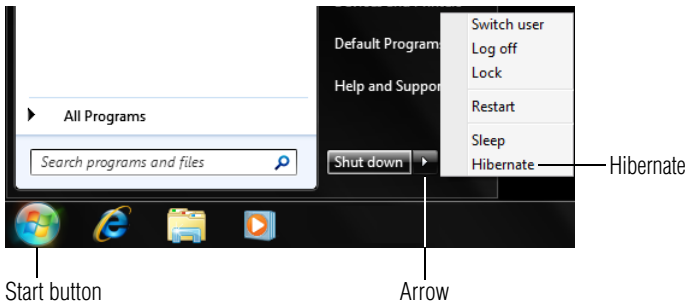 Switch user
Default Program
Log off
Lock
Help and Suppor
Restart
All Programs
Sleep
Search programs and files
Shut down
Hibernate
Hibernate
Start button
Arrow